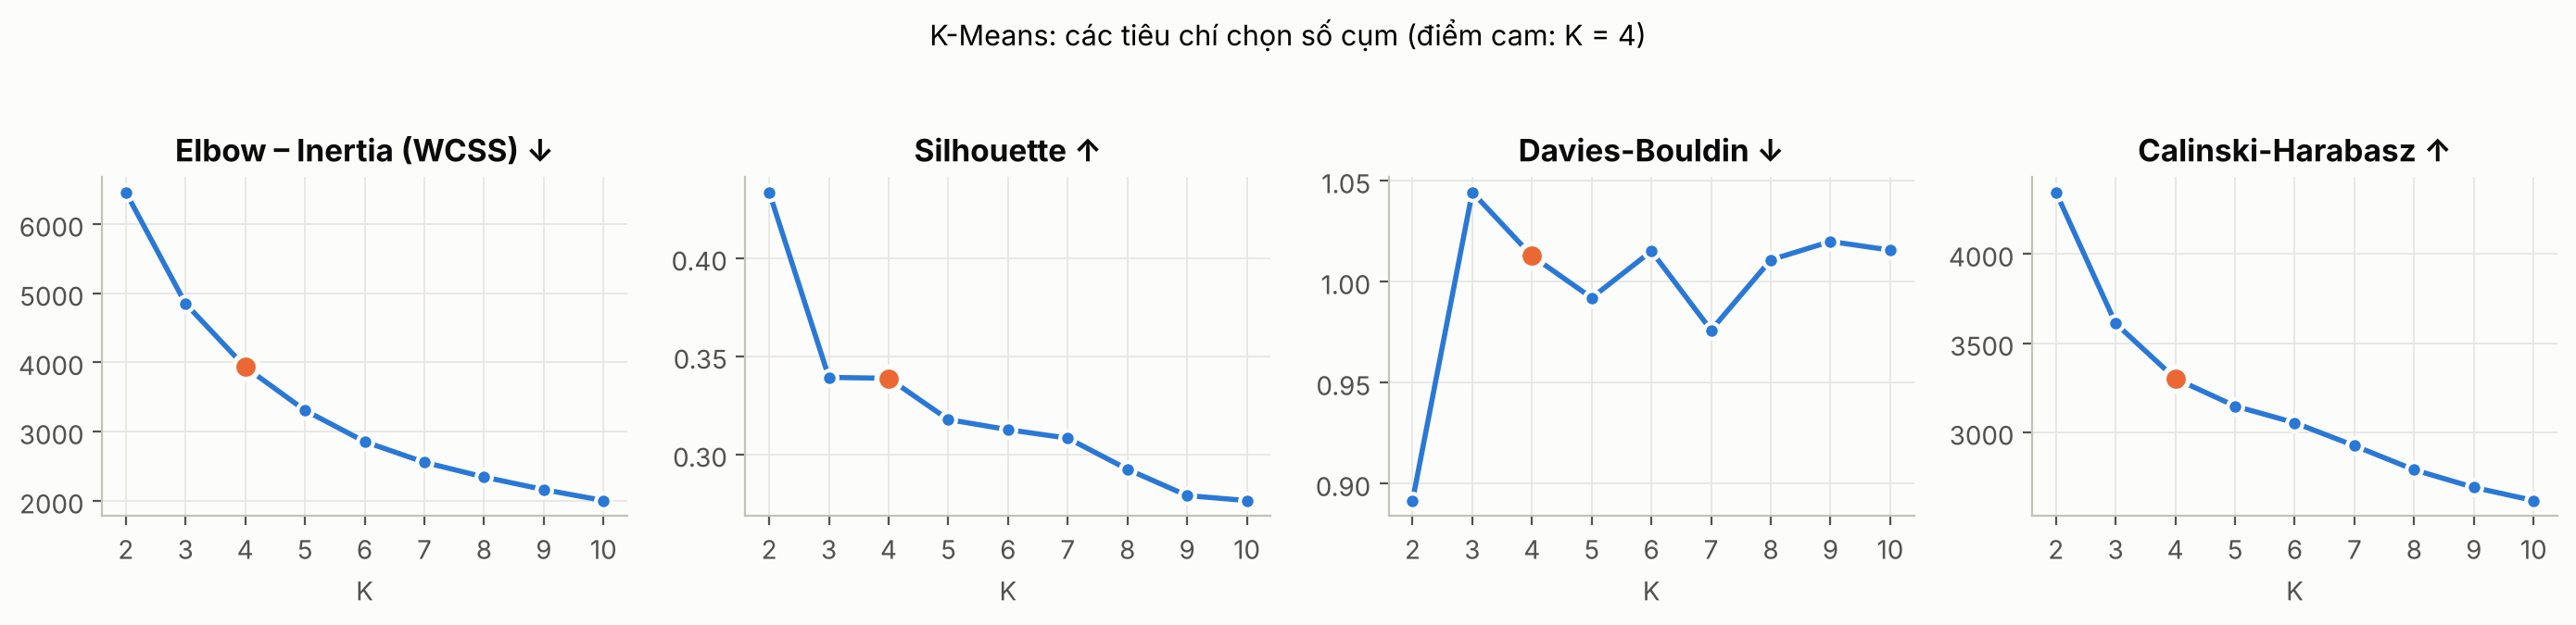 K-Means: các tiêu chí chọn số cụm (điểm cam: K = 4)
Elbow – Inertia (WCSS) ↓
6000
5000
4000
3000
2000
2 3 4 5 6 7 8 9 10
K
Silhouette ↑
0.40
0.35
0.30
2 3 4 5 6 7 8 9 10
K
Davies-Bouldin ↓
1.05
1.00
0.95
0.90
2 3 4 5 6 7 8 9 10
K
Calinski-Harabasz ↑
4000
3500
3000
2 3 4 5 6 7 8 9 10
K